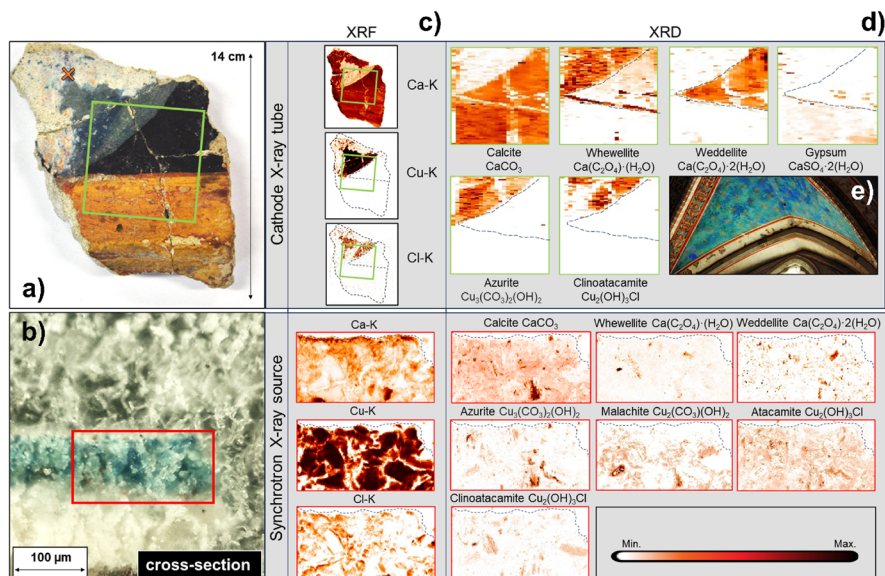 XRF
c)
XRD
d)
a)
14 cm
Cathode X-ray tube
Ca-K
Cu-K
Cl-K
Calcite
CaCO3
Whewellite
Ca(C2O4)·(H2O)
Weddellite
Ca(C2O4)·2(H2O)
Gypsum
CaSO4·2(H2O)
Azurite
Cu3(CO3)2(OH)2
Clinoatacamite
Cu2(OH)3Cl
e)
b)
100 µm
cross-section
Synchrotron X-ray source
Ca-K
Calcite CaCO3
Whewellite Ca(C2O4)·(H2O)
Weddellite Ca(C2O4)·2(H2O)
Cu-K
Azurite Cu3(CO3)2(OH)2
Malachite Cu2(CO3)(OH)2
Atacamite Cu2(OH)3Cl
Cl-K
Clinoatacamite Cu2(OH)3Cl
Min.
Max.